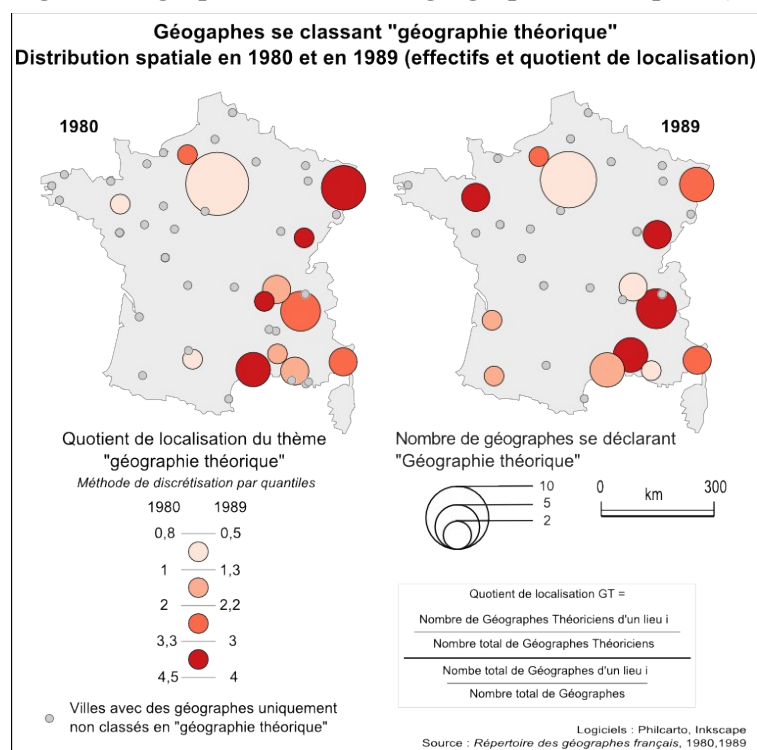 Géogaphes se classant "géographie théorique"
Distribution spatiale en 1980 et en 1989 (effectifs et quotient de localisation)
1980
1989
Quotient de localisation du thème
"géographie théorique"
Méthode de discrétisation par quantiles
1980 1989
0,8 0,5
1 1,3
2 2,2
3,3 3
4,5 4
Villes avec des géographes uniquement
non classés en "géographie théorique"
Nombre de géographes se déclarant
"Géographie théorique"
10
5
2
0 km 300
Quotient de localisation GT =
Nombre de Géographes Théoriciens d'un lieu i
Nombre total de Géographes Théoriciens
Nombe total de Géographes d'un lieu i
Nombre total de Géographes
Logiciels : Philcarto, Inkscape
Source : Répertoire des géographes français, 1980,1989